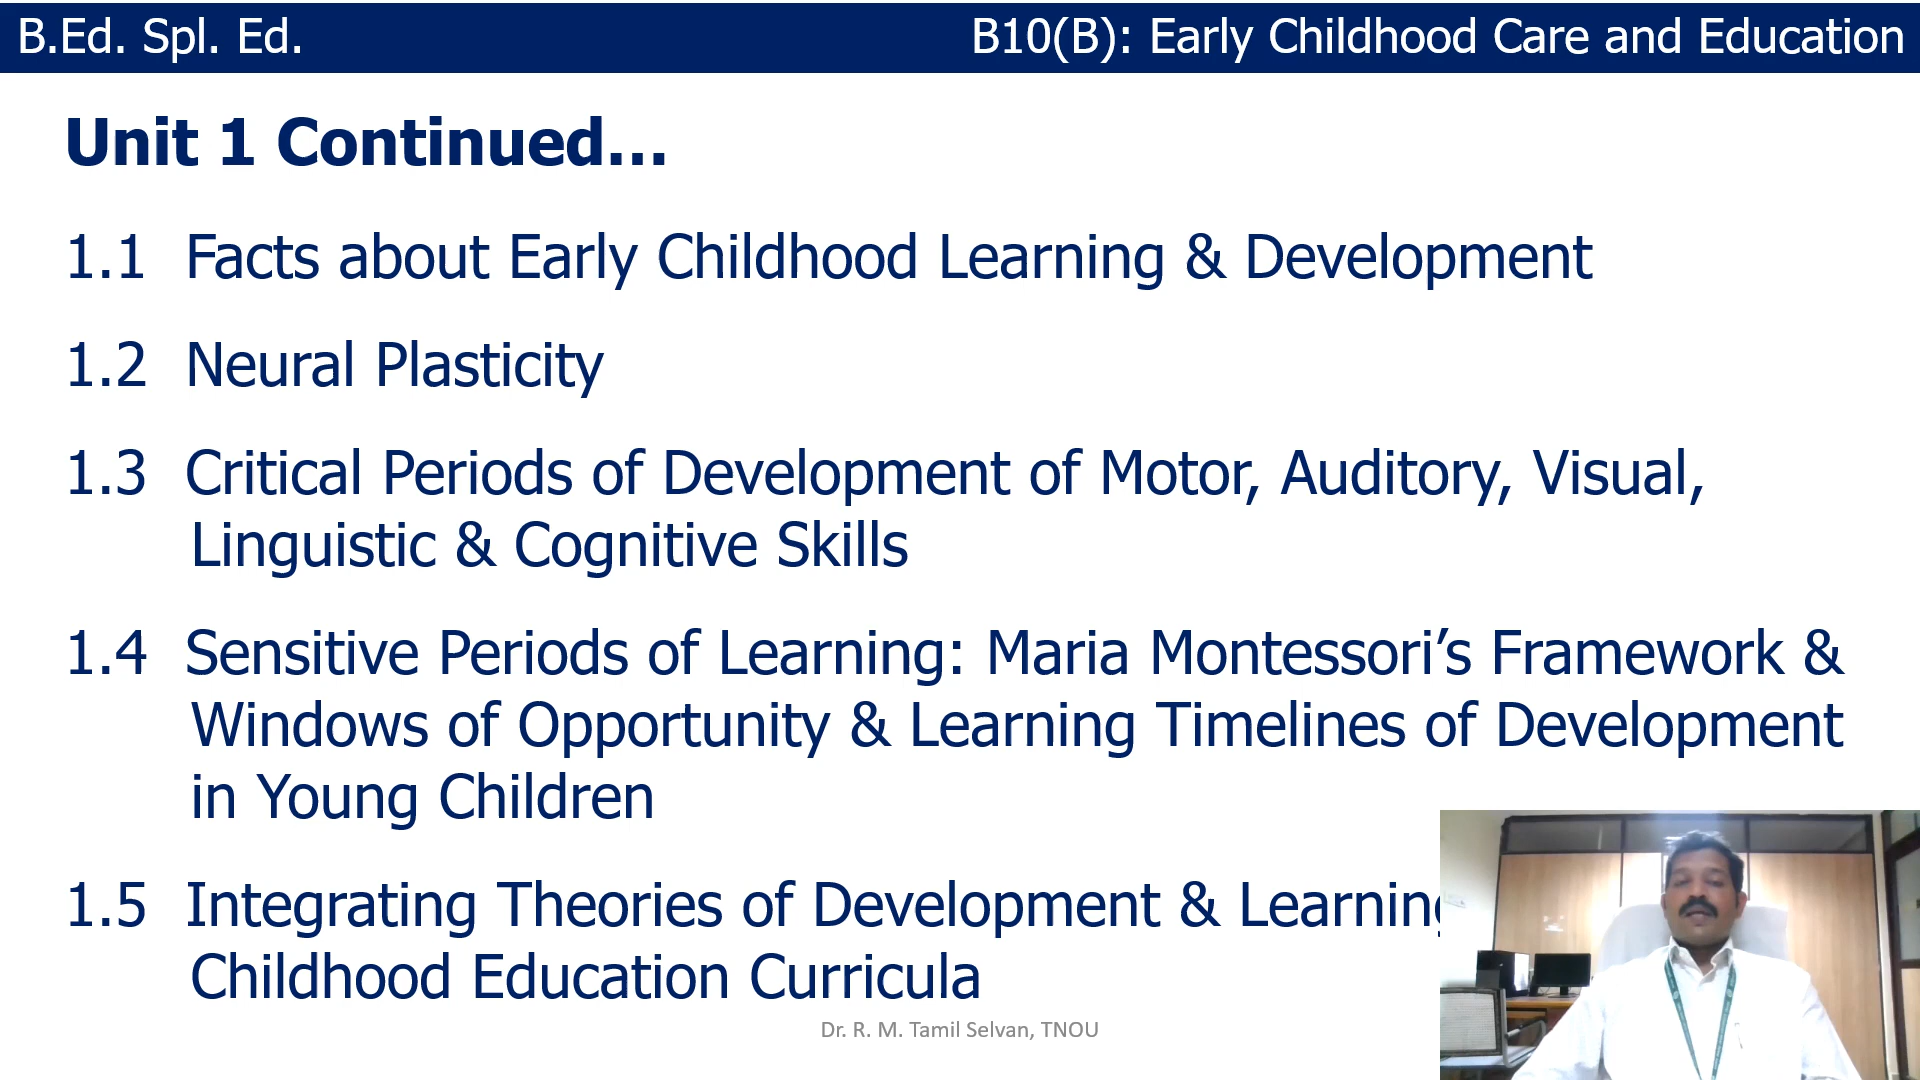 B.Ed. Spl. Ed.
B10(B): Early Childhood Care and Education
Unit 1 Continued...
1.1 Facts about Early Childhood Learning & Development
1.2 Neural Plasticity
1.3 Critical Periods of Development of Motor, Auditory, Visual,
Linguistic & Cognitive Skills
1.4 Sensitive Periods of Learning: Maria Montessori’s Framework &
Windows of Opportunity & Learning Timelines of Development
in Young Children
1.5 Integrating Theories of Development & Learning
Childhood Education Curricula
Dr. R. M. Tamil Selvan, TNOU